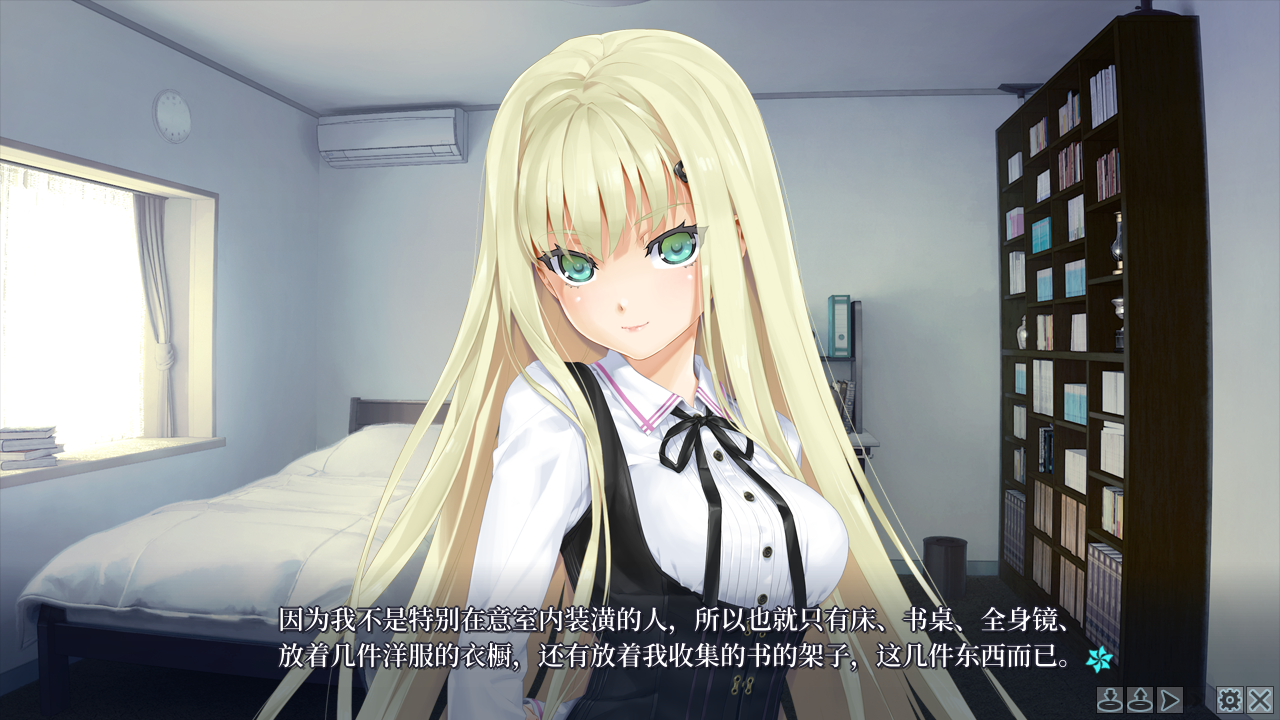 因为我不是特别在意室内装潢的人，所以也就只有床、书桌、全身镜、
放着几件洋服的衣橱，还有放着我收集的书的架子，这几件东西而已。